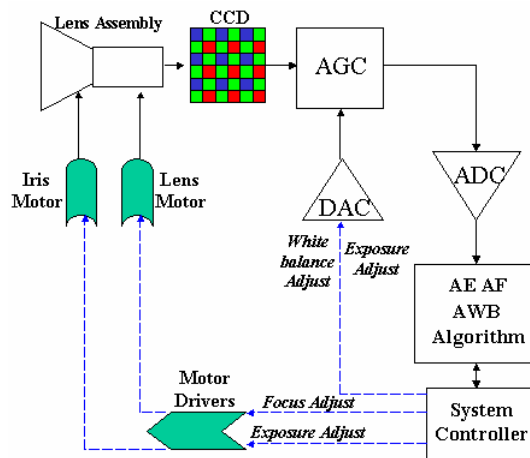 Lens Assembly
CCD
AGC
Iris
Motor
Lens
Motor
DAC
ADC
White
balance
Adjust
Exposure
Adjust
AE AF
AWB
Algorithm
Motor
Drivers
Focus Adjust
Exposure Adjust
System
Controller